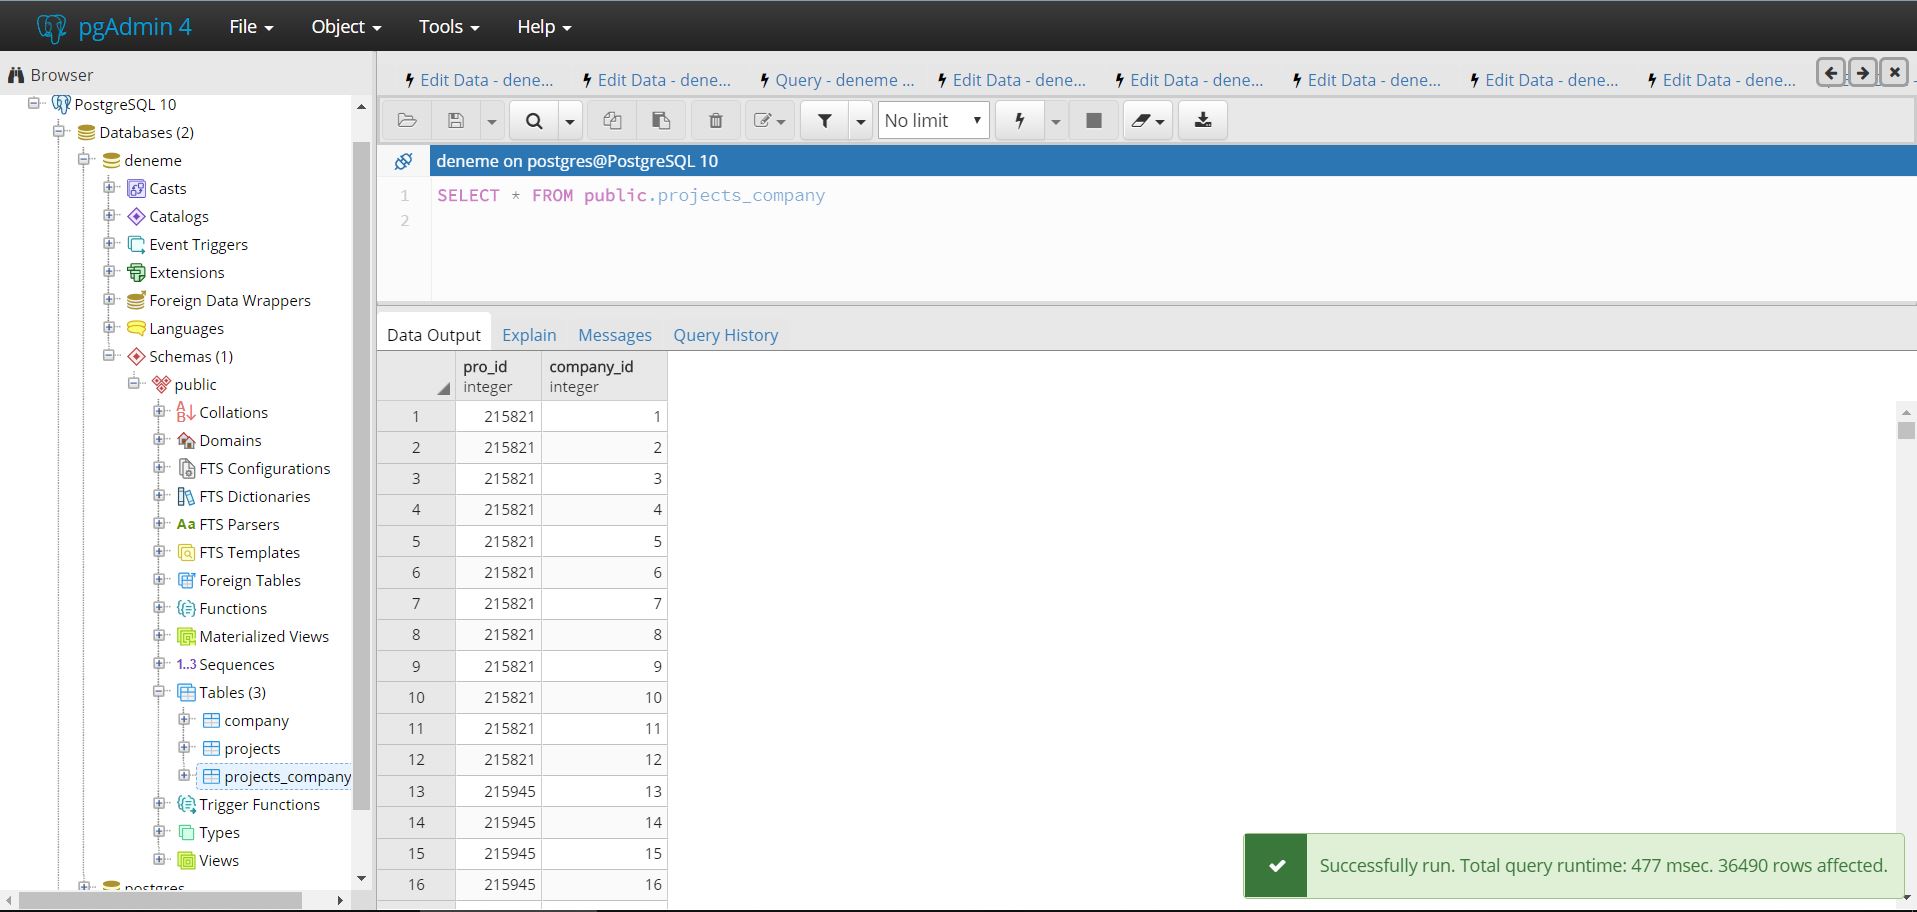 pgAdmin 4 File Object Tools Help
Browser
PostgreSQL 10
Databases (2)
deneme
Casts
Catalogs
Event Triggers
Extensions
Foreign Data Wrappers
Languages
Schemas (1)
public
Collations
Domains
FTS Configurations
FTS Dictionaries
Aa FTS Parsers
FTS Templates
Foreign Tables
Functions
Materialized Views
1..3 Sequences
Tables (3)
company
projects
projects_company
Trigger Functions
Types
Views
postgres
Edit Data - dene... Edit Data - dene... Query - deneme ... Edit Data - dene... Edit Data - dene... Edit Data - dene... Edit Data - dene... Edit Data - dene...
No limit
deneme on postgres@PostgreSQL 10
1 SELECT * FROM public.projects_company
2
Data Output Explain Messages Query History
pro_id company_id
integer integer
1 215821 1
2 215821 2
3 215821 3
4 215821 4
5 215821 5
6 215821 6
7 215821 7
8 215821 8
9 215821 9
10 215821 10
11 215821 11
12 215821 12
13 215945 13
14 215945 14
15 215945 15
16 215945 16
Successfully run. Total query runtime: 477 msec. 36490 rows affected.